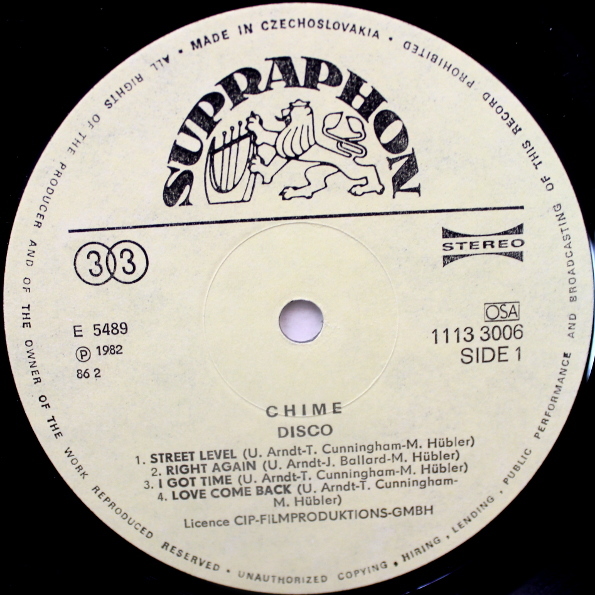 ALL RIGHTS OF THE PRODUCER AND OF THE OWNER OF THE WORK REPRODUCED RESERVED • UNAUTHORIZED COPYING, HIRING, LENDING, PUBLIC PERFORMANCE AND BROADCASTING OF THIS RECORD PROHIBITED • MADE IN CZECHOSLOVAKIA •
SUPRAPHON
33
STEREO
E 5489
Ⓟ 1982
86 2
OSA
1113 3006
SIDE 1
CHIME
DISCO
1. STREET LEVEL (U. Arndt-T. Cunningham-M. Hübler)
2. RIGHT AGAIN (U. Arndt-J. Ballard-M. Hübler)
3. I GOT TIME (U. Arndt-T. Cunningham-M. Hübler)
4. LOVE COME BACK (U. Arndt-T. Cunningham-
M. Hübler)
Licence CIP-FILMPRODUKTIONS-GMBH